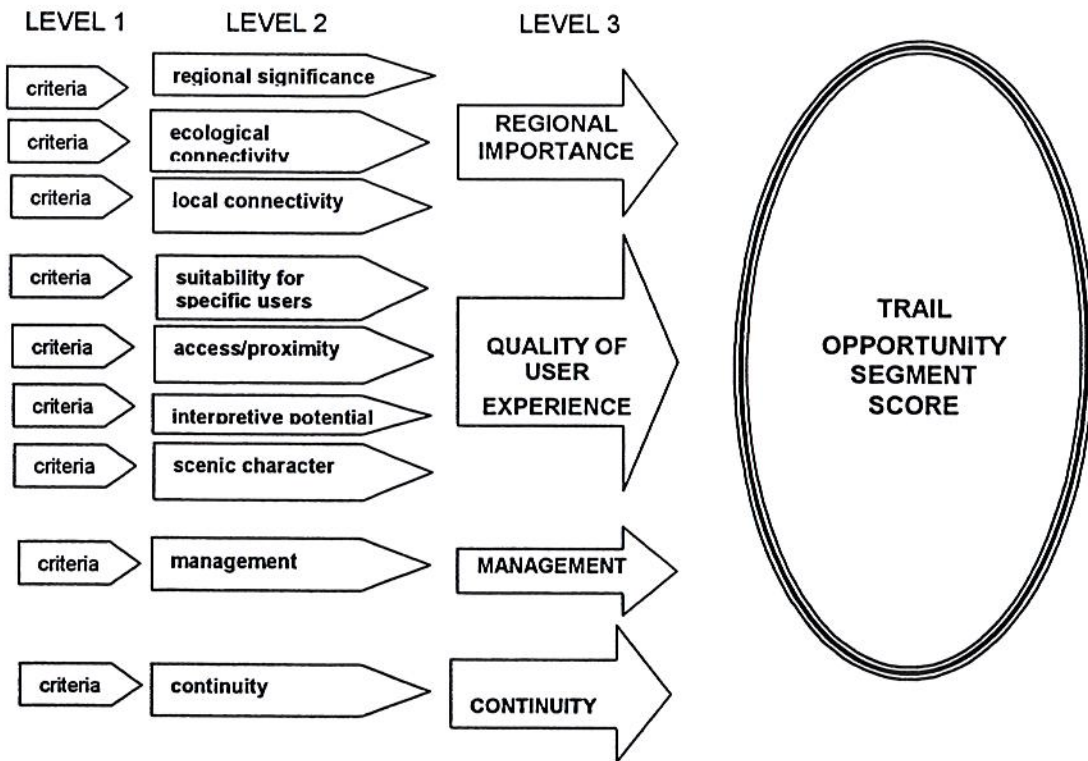 LEVEL 1
LEVEL 2
LEVEL 3
criteria
regional significance
criteria
ecological
connectivity
criteria
local connectivity
REGIONAL
IMPORTANCE
criteria
suitability for
specific users
criteria
access/proximity
criteria
interpretive potential
criteria
scenic character
QUALITY OF
USER
EXPERIENCE
criteria
management
MANAGEMENT
criteria
continuity
CONTINUITY
TRAIL
OPPORTUNITY
SEGMENT
SCORE